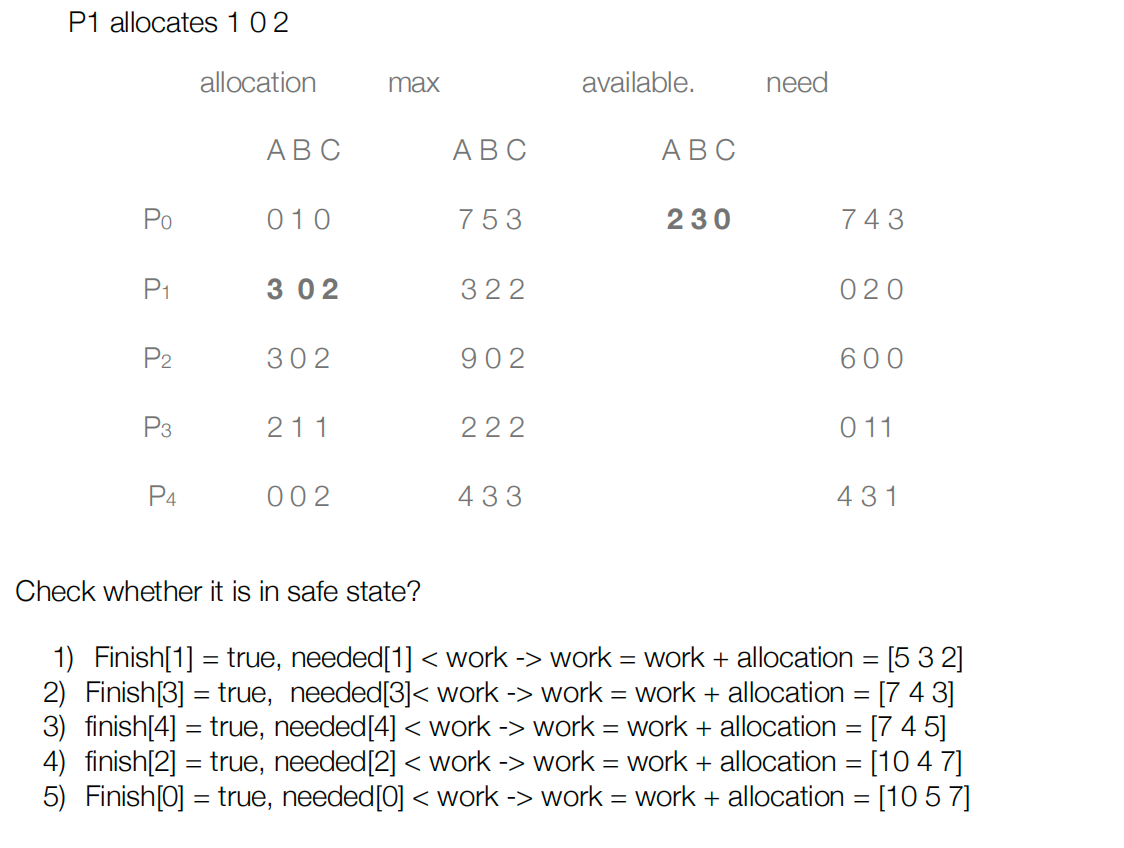 P1 allocates 1 0 2
allocation max available. need
A B C A B C A B C
P0 0 1 0 7 5 3 2 3 0 7 4 3
P1 3 0 2 3 2 2 0 2 0
P2 3 0 2 9 0 2 6 0 0
P3 2 1 1 2 2 2 0 1 1
P4 0 0 2 4 3 3 4 3 1
Check whether it is in safe state?
1) Finish[1] = true, needed[1] < work -> work = work + allocation = [5 3 2]
2) Finish[3] = true, needed[3]< work -> work = work + allocation = [7 4 3]
3) finish[4] = true, needed[4] < work -> work = work + allocation = [7 4 5]
4) finish[2] = true, needed[2] < work -> work = work + allocation = [10 4 7]
5) Finish[0] = true, needed[0] < work -> work = work + allocation = [10 5 7]